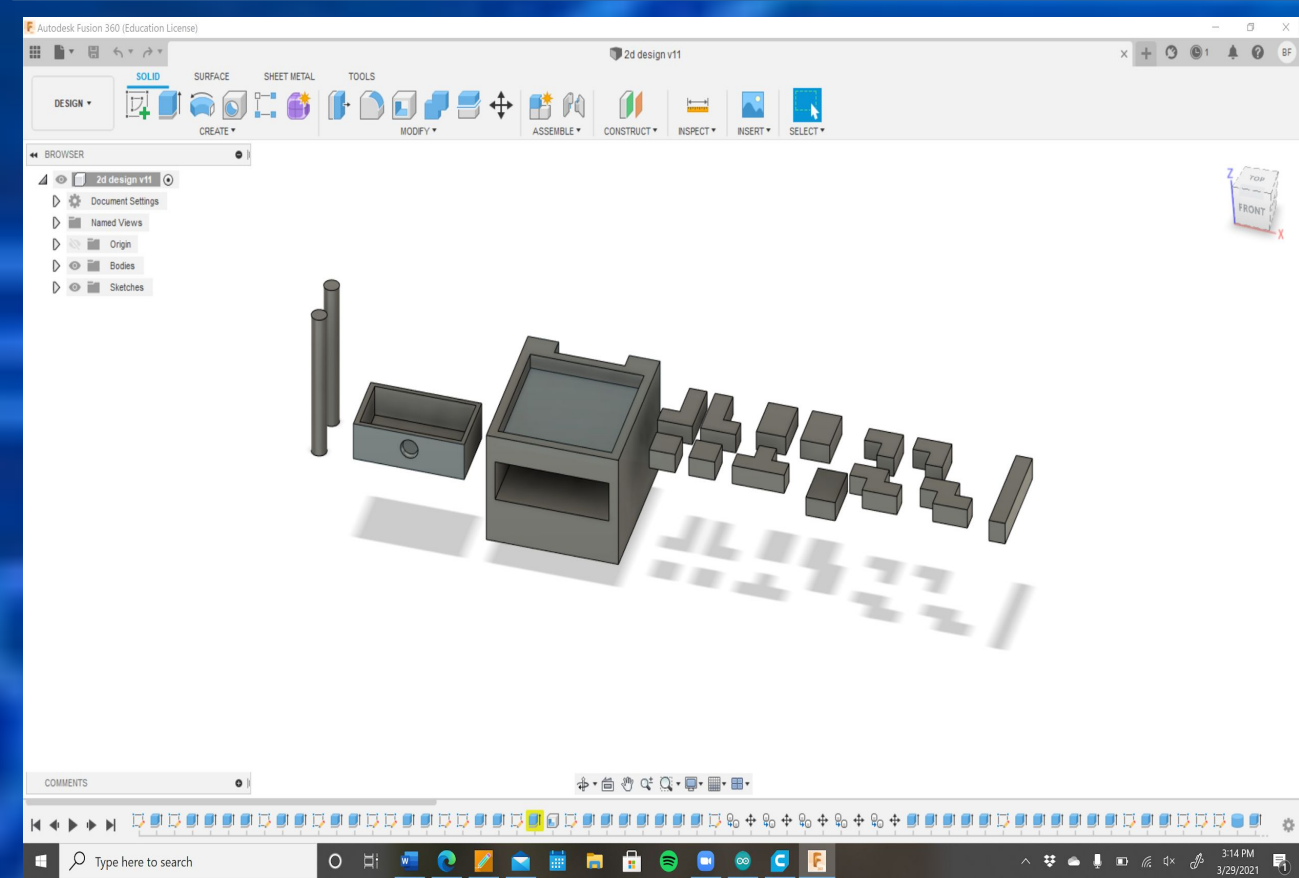 Autodesk Fusion 360 (Education License)
2d design v11
1
BF
SOLID SURFACE SHEET METAL TOOLS
DESIGN
CREATE MODIFY ASSEMBLE CONSTRUCT INSPECT INSERT SELECT
BROWSER
2d design v11
Document Settings
Named Views
Origin
Bodies
Sketches
Z
TOP
FRONT
X
COMMENTS
Type here to search
3:14 PM
3/29/2021